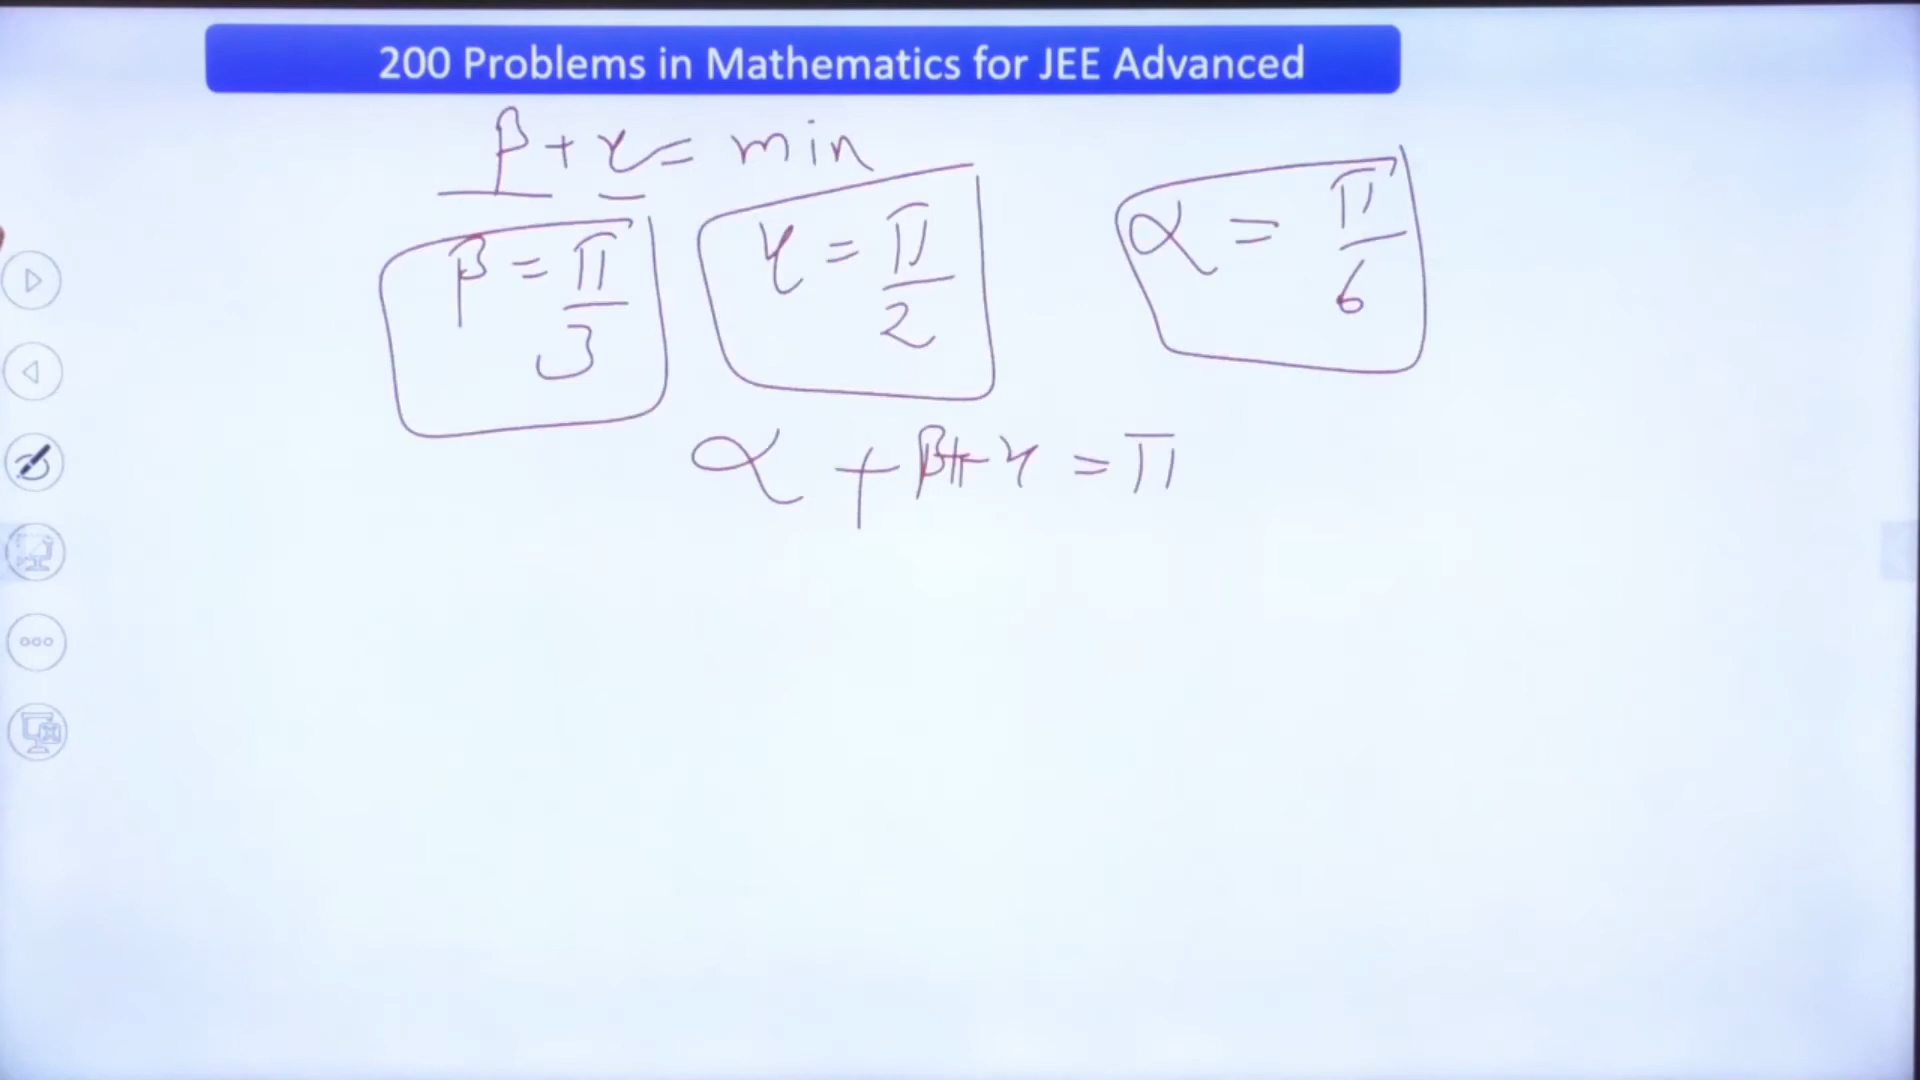 200 Problems in Mathematics for JEE Advanced
β + γ = min
β = π/3 γ = π/2 α = π/6
α + β + γ = π